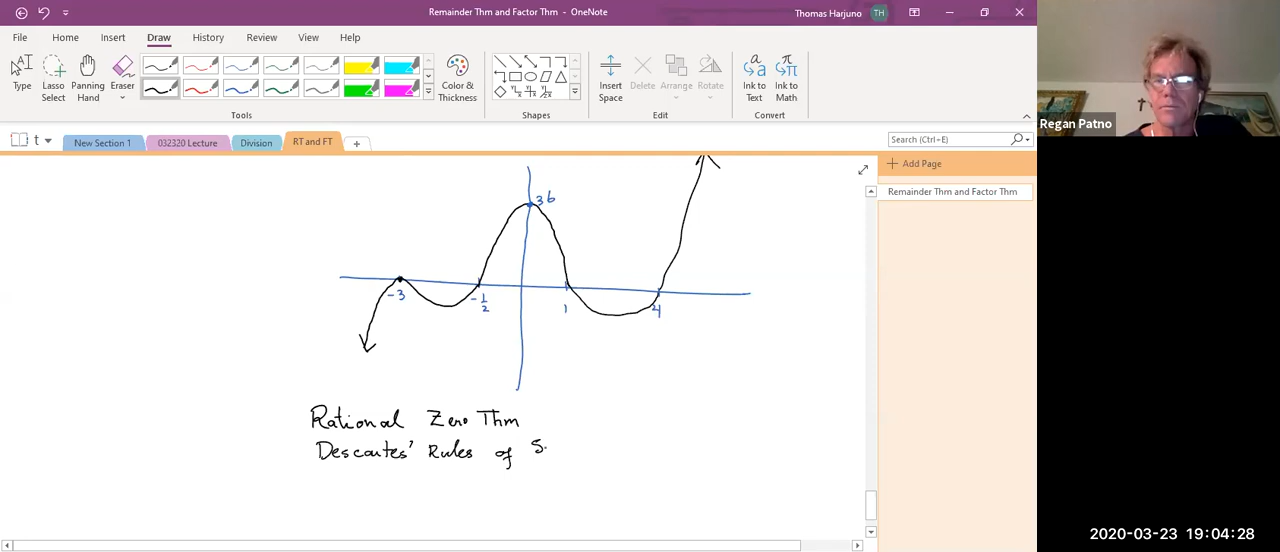 Remainder Thm and Factor Thm - OneNote
Thomas Harjuno TH
File Home Insert Draw History Review View Help
Type
Lasso Select
Panning Hand
Eraser
Color & Thickness
Insert Space
Delete
Arrange
Rotate
Ink to Text
Ink to Math
Tools
Shapes
Edit
Convert
t
New Section 1 032320 Lecture Division RT and FT
Search (Ctrl+E)
Add Page
Remainder Thm and Factor Thm
Regan Patno
36
-3 -1/2 1 4
Rational Zero Thm
Descartes' Rules of S
2020-03-23 19:04:28